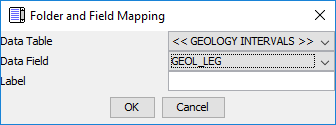 Folder and Field Mapping
Data Table << GEOLOGY INTERVALS >>
Data Field GEOL_LEG
Label
OK Cancel